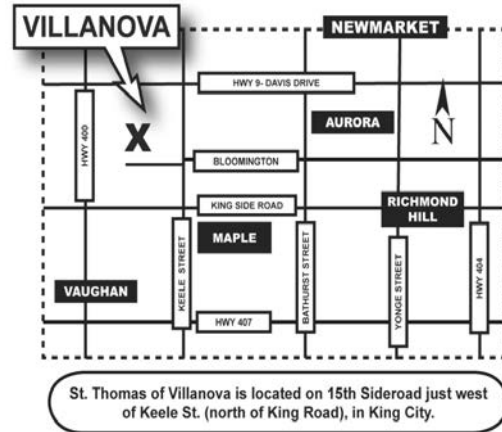 VILLANOVA
NEWMARKET
HWY 9- DAVIS DRIVE
HWY 400
AURORA
X
N
BLOOMINGTON
KING SIDE ROAD
RICHMOND
HILL
KEELE STREET
MAPLE
BATHURST STREET
YONGE STREET
HWY 404
VAUGHAN
HWY 407
St. Thomas of Villanova is located on 15th Sideroad just west
of Keele St. (north of King Road), in King City.